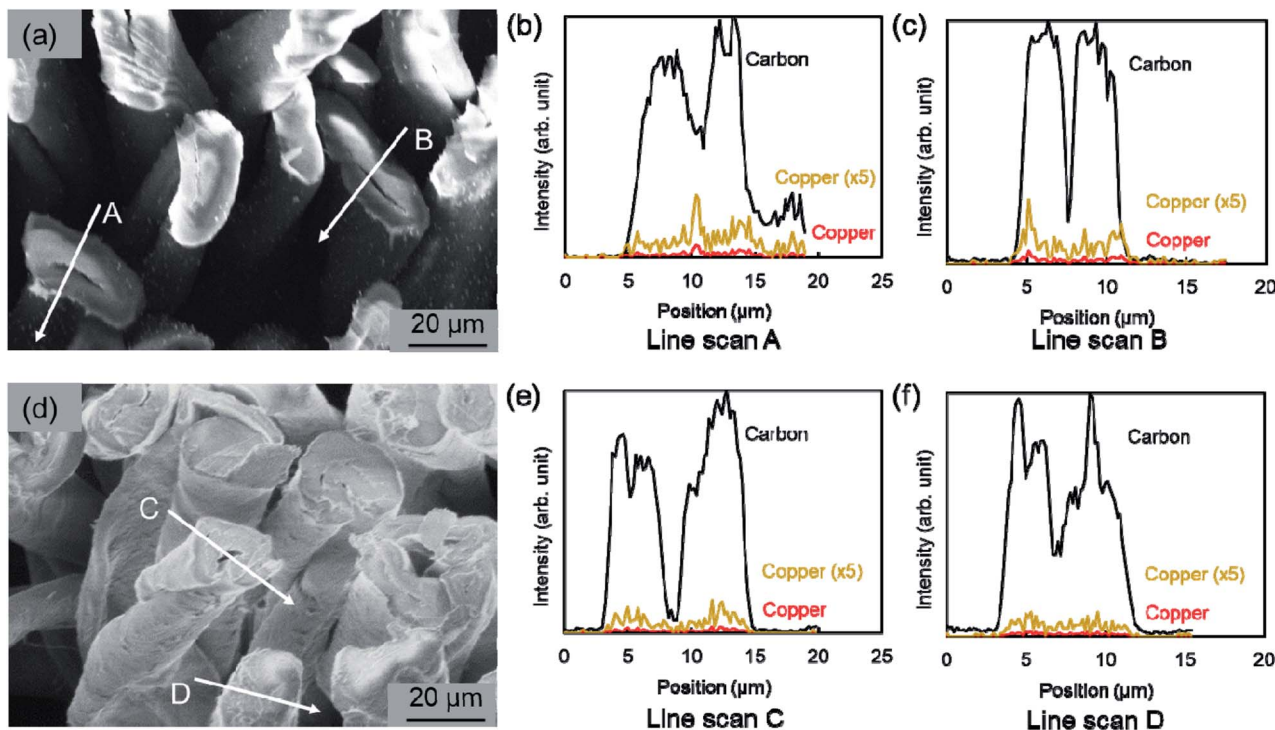 (a)
A
B
20 µm
(b)
Intensity (arb. unit)
Carbon
Copper (x5)
Copper
0 5 10 15 20 25
Position (µm)
Line scan A
(c)
Intensity (arb. unit)
Carbon
Copper (x5)
Copper
0 5 10 15 20
Position (µm)
Line scan B
(d)
C
D
20 µm
(e)
Intensity (arb. unit)
Carbon
Copper (x5)
Copper
0 5 10 15 20 25
Position (µm)
Line scan C
(f)
Intensity (arb. unit)
Carbon
Copper (x5)
Copper
0 5 10 15 20
Position (µm)
Line scan D